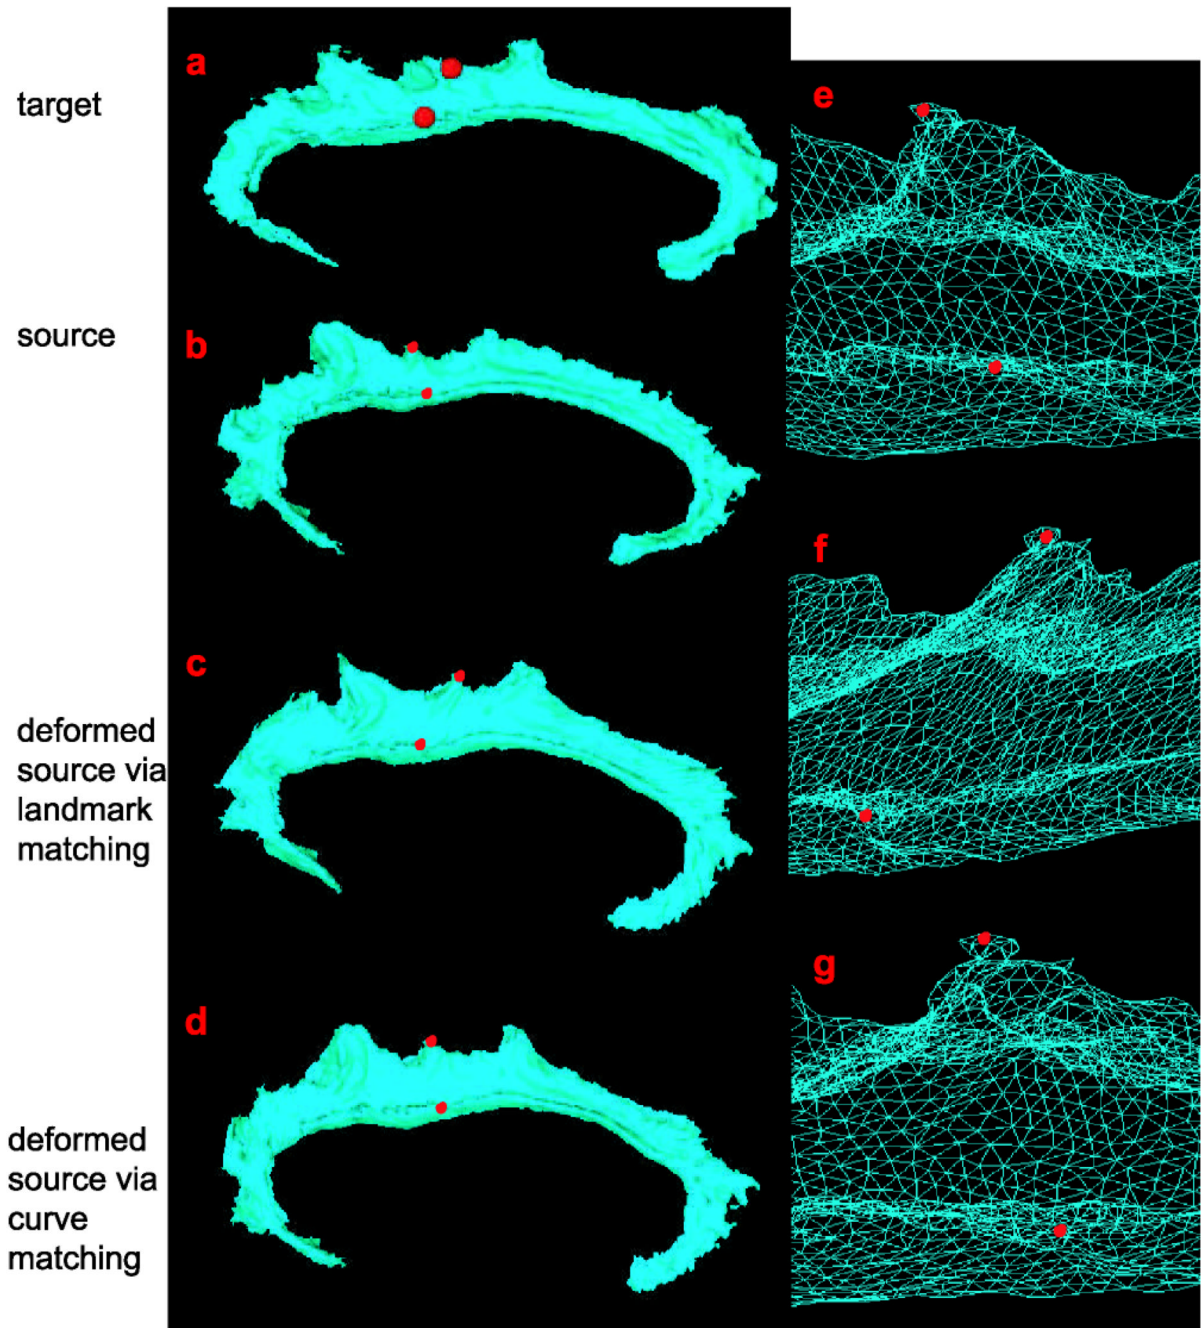 a
target
e
source
b
f
c
deformed
source via
landmark
matching
g
d
deformed
source via
curve
matching